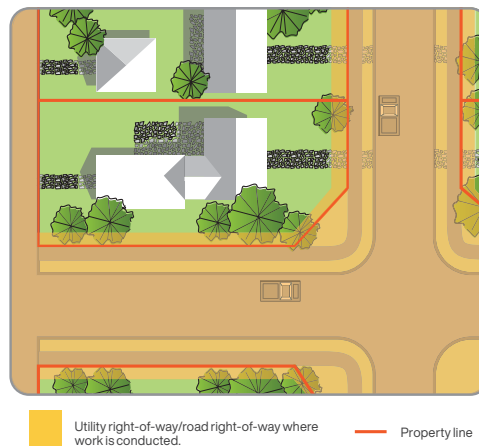 Utility right-of-way/road right-of-way where
work is conducted.
Property line